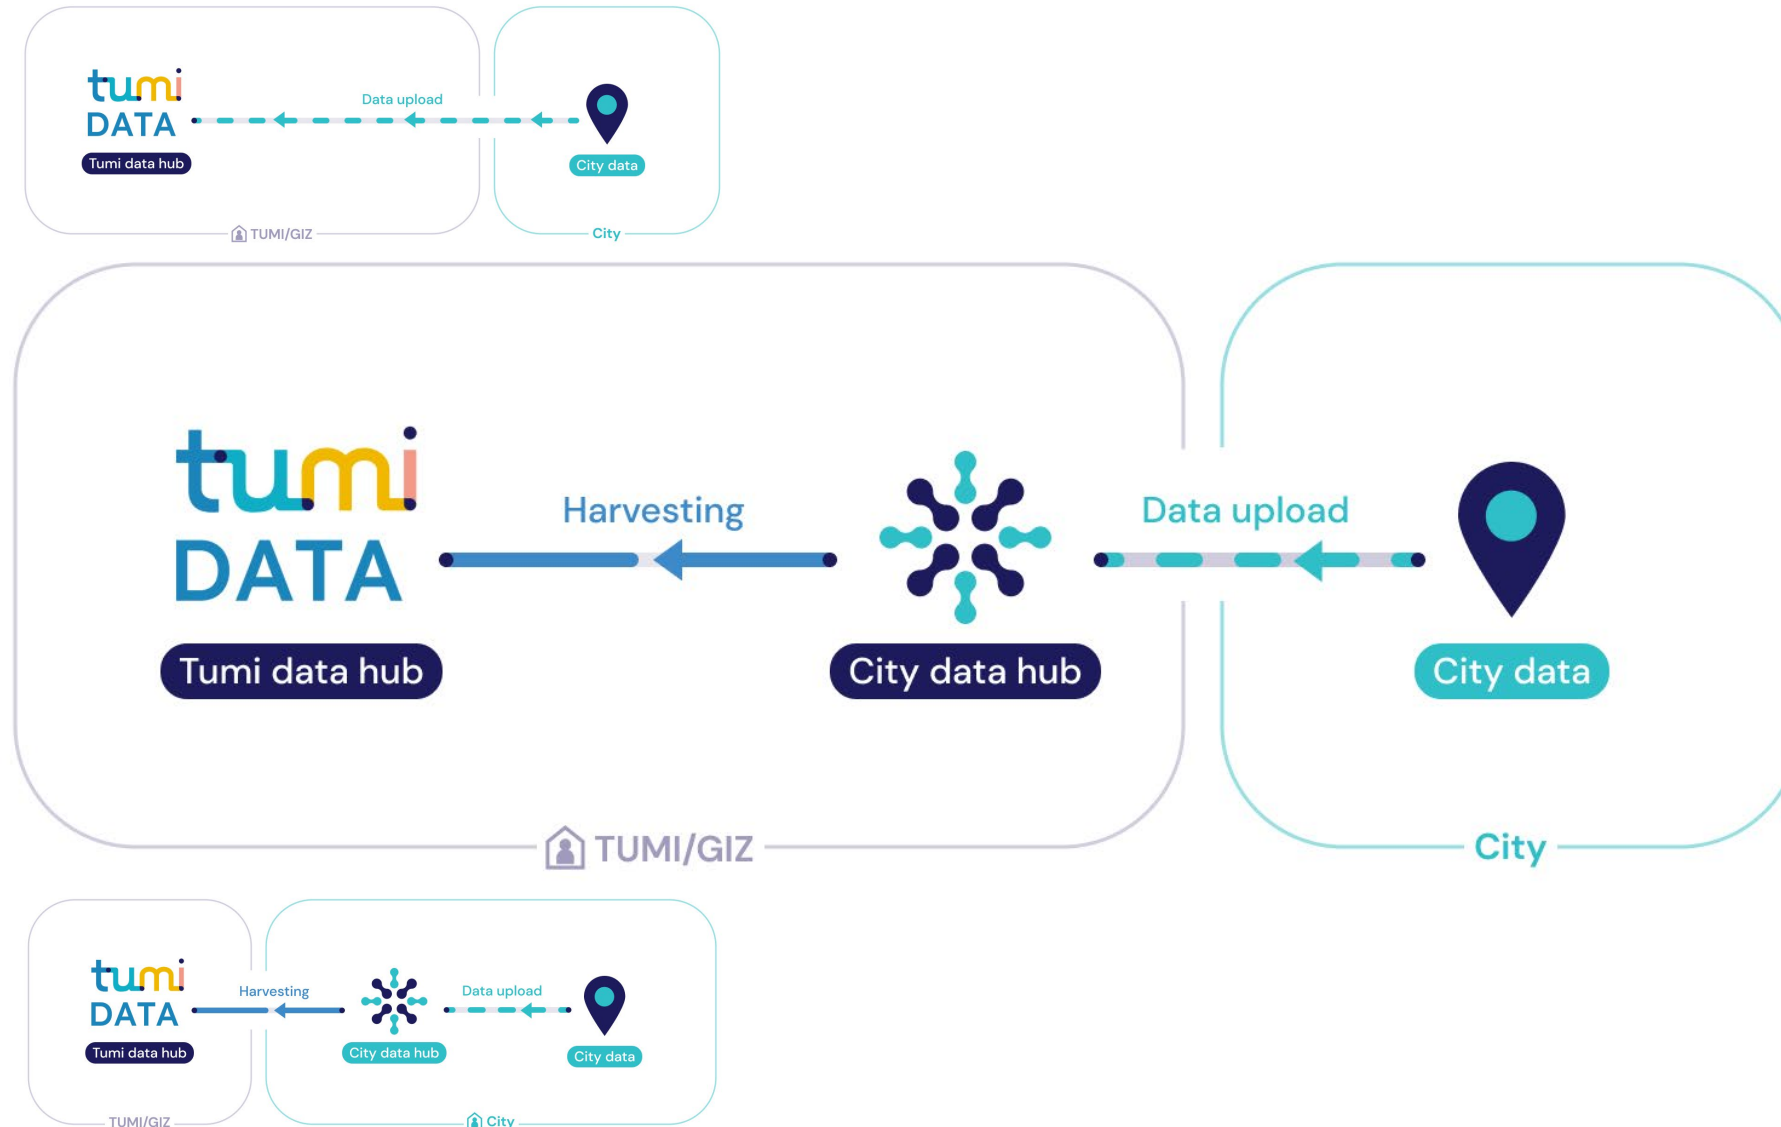 tumi
DATA
Data upload
Tumi data hub
City data
TUMI/GIZ
City
tumi
DATA
Harvesting
Data upload
Tumi data hub
City data hub
City data
TUMI/GIZ
City
tumi
DATA
Harvesting
Data upload
Tumi data hub
City data hub
City data
TUMI/GIZ
City